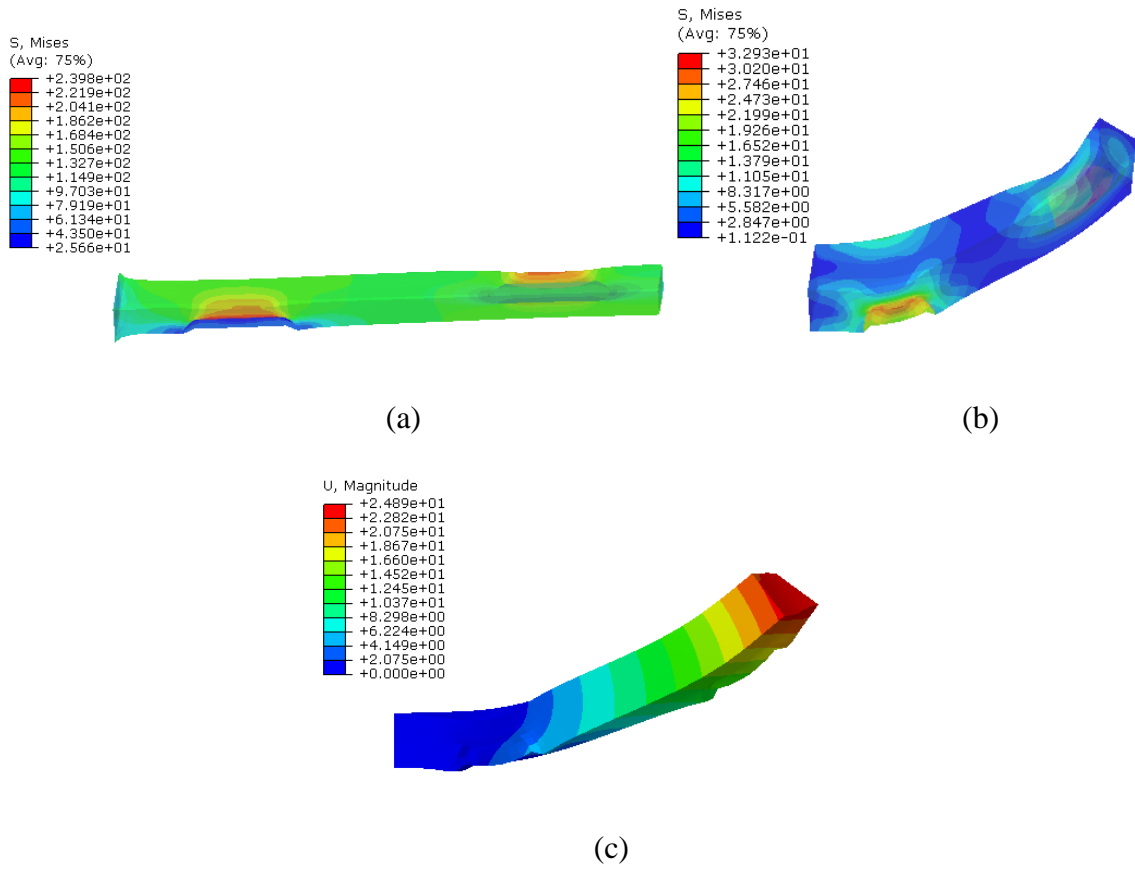 S, Mises
(Avg: 75%)
+2.398e+02
+2.219e+02
+2.041e+02
+1.862e+02
+1.684e+02
+1.506e+02
+1.327e+02
+1.149e+02
+9.703e+01
+7.919e+01
+6.134e+01
+4.350e+01
+2.566e+01
(a)
S, Mises
(Avg: 75%)
+3.293e+01
+3.020e+01
+2.746e+01
+2.473e+01
+2.199e+01
+1.926e+01
+1.652e+01
+1.379e+01
+1.105e+01
+8.317e+00
+5.582e+00
+2.847e+00
+1.122e-01
(b)
U, Magnitude
+2.489e+01
+2.282e+01
+2.075e+01
+1.867e+01
+1.660e+01
+1.452e+01
+1.245e+01
+1.037e+01
+8.298e+00
+6.224e+00
+4.149e+00
+2.075e+00
+0.000e+00
(c)